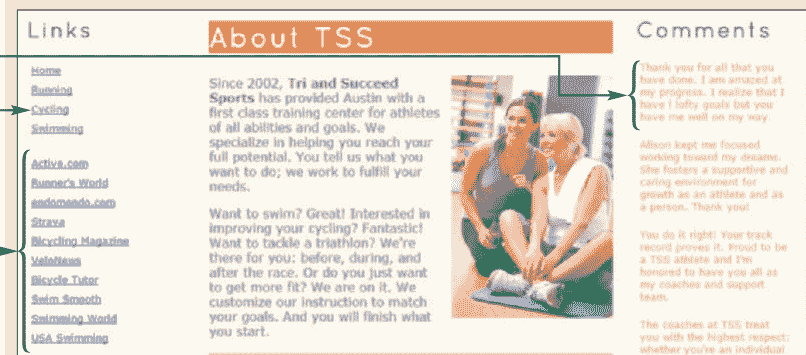 Links
Home
Running
Cycling
Swimming
Active.com
Runner's World
endomondo.com
Strava
Bicycling Magazine
VeloNews
Bicycle Tutor
Swim Smooth
Swimming World
USA Swimming
About TSS
Since 2002, Tri and Succeed
Sports has provided Austin with a
first class training center for athletes
of all abilities and goals. We
specialize in helping you reach your
full potential. You tell us what you
want to do; we work to fulfill your
needs.
Want to swim? Great! Interested in
improving your cycling? Fantastic!
Want to tackle a triathlon? We're
there for you: before, during, and
after the race. Or do you just want
to get more fit? We are on it. We
customize our instruction to match
your goals. And you will finish what
you start.
Comments
Thank you for all that you
have done. I am amazed at
my progress. I realize that I
have I lofty goals but you
have me well on my way.
Alison kept me focused
working toward my dreams.
She fosters a supportive and
caring environment for
growth as an athlete and as
a person. Thank you!
You do it right! Your track
record proves it. Proud to be
a TSS athlete and I'm
honored to have you all as
my coaches and support
team.
The coaches at TSS treat
you with the highest respect:
whether you're an individual